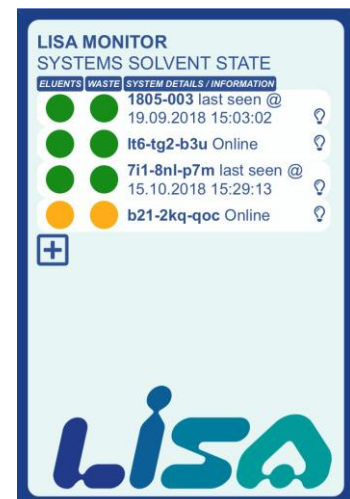 LISA MONITOR
SYSTEMS SOLVENT STATE
ELUENTS WASTE SYSTEM DETAILS / INFORMATION
1805-003 last seen @
19.09.2018 15:03:02
lt6-tg2-b3u Online
7i1-8nl-p7m last seen @
15.10.2018 15:29:13
b21-2kq-qoc Online
LISA